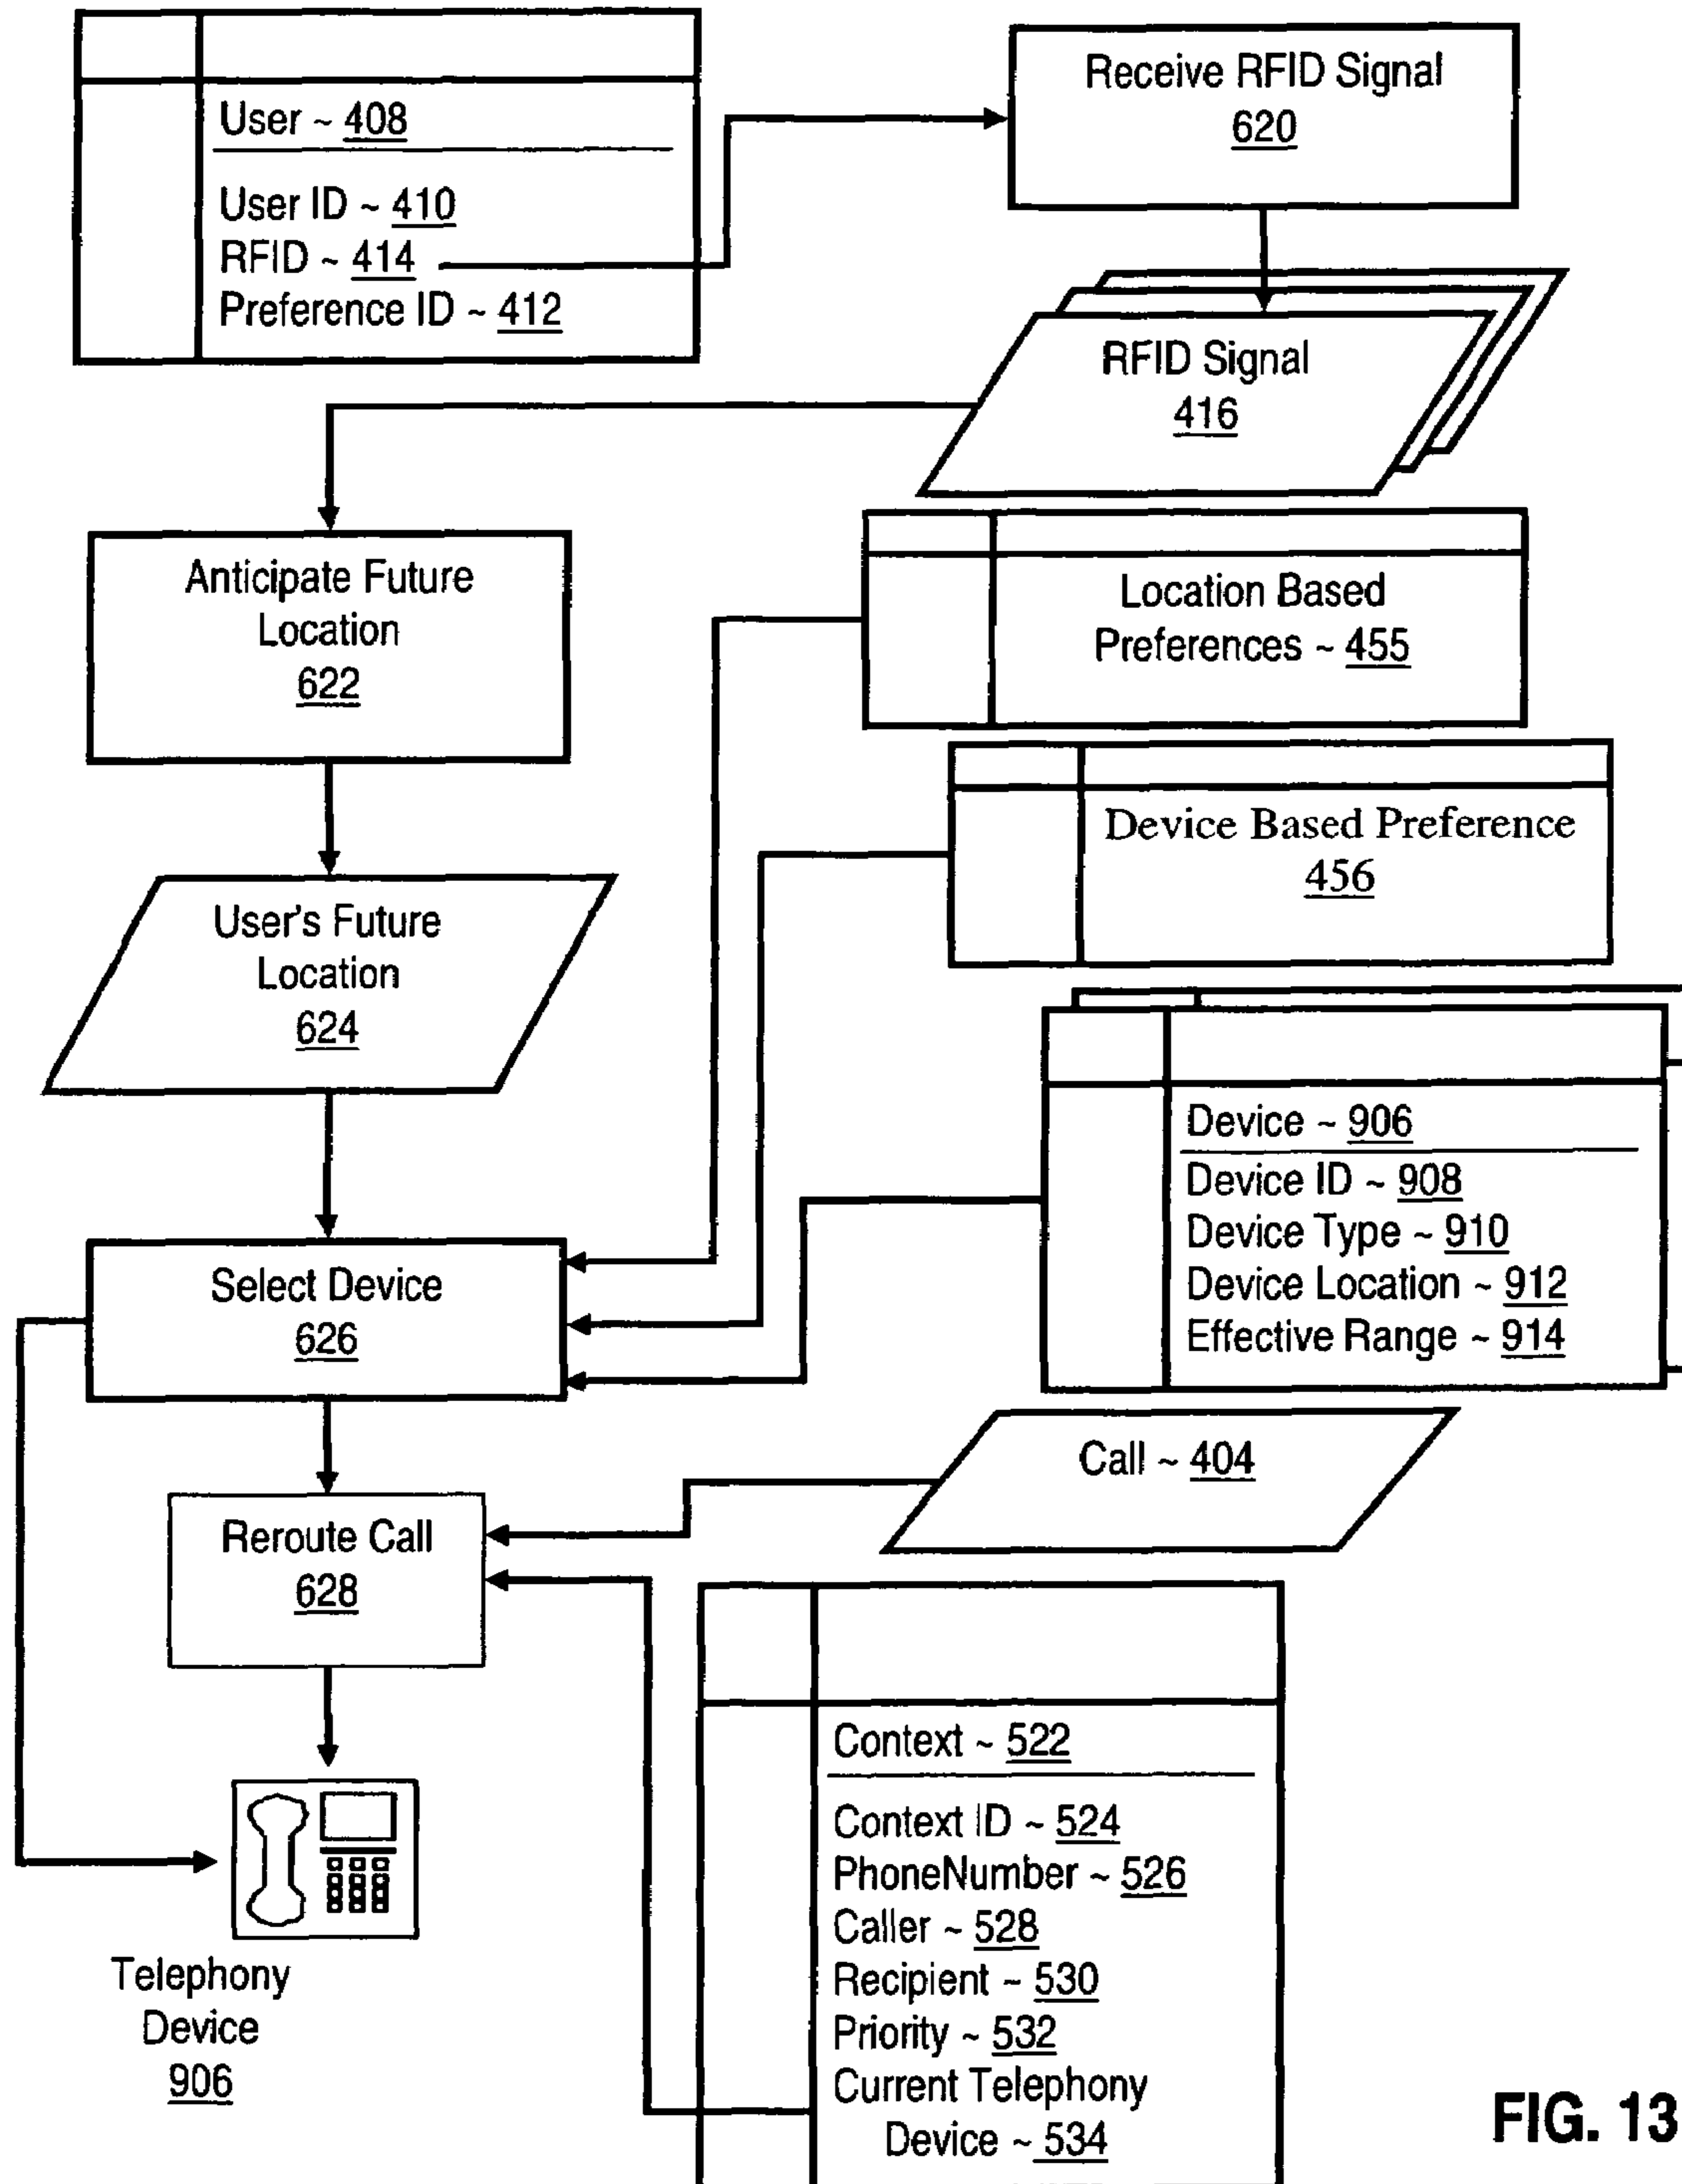 User ~ 408
User ID ~ 410
RFID ~ 414
Preference ID ~ 412
Receive RFID Signal
620
RFID Signal
416
Anticipate Future
Location
622
Location Based
Preferences ~ 455
Device Based Preference
456
User's Future
Location
624
Device ~ 906
Device ID ~ 908
Device Type ~ 910
Device Location ~ 912
Effective Range ~ 914
Select Device
626
Call ~ 404
Reroute Call
628
Context ~ 522
Context ID ~ 524
PhoneNumber ~ 526
Caller ~ 528
Recipient ~ 530
Priority ~ 532
Current Telephony
Device ~ 534
Telephony
Device
906
FIG. 13